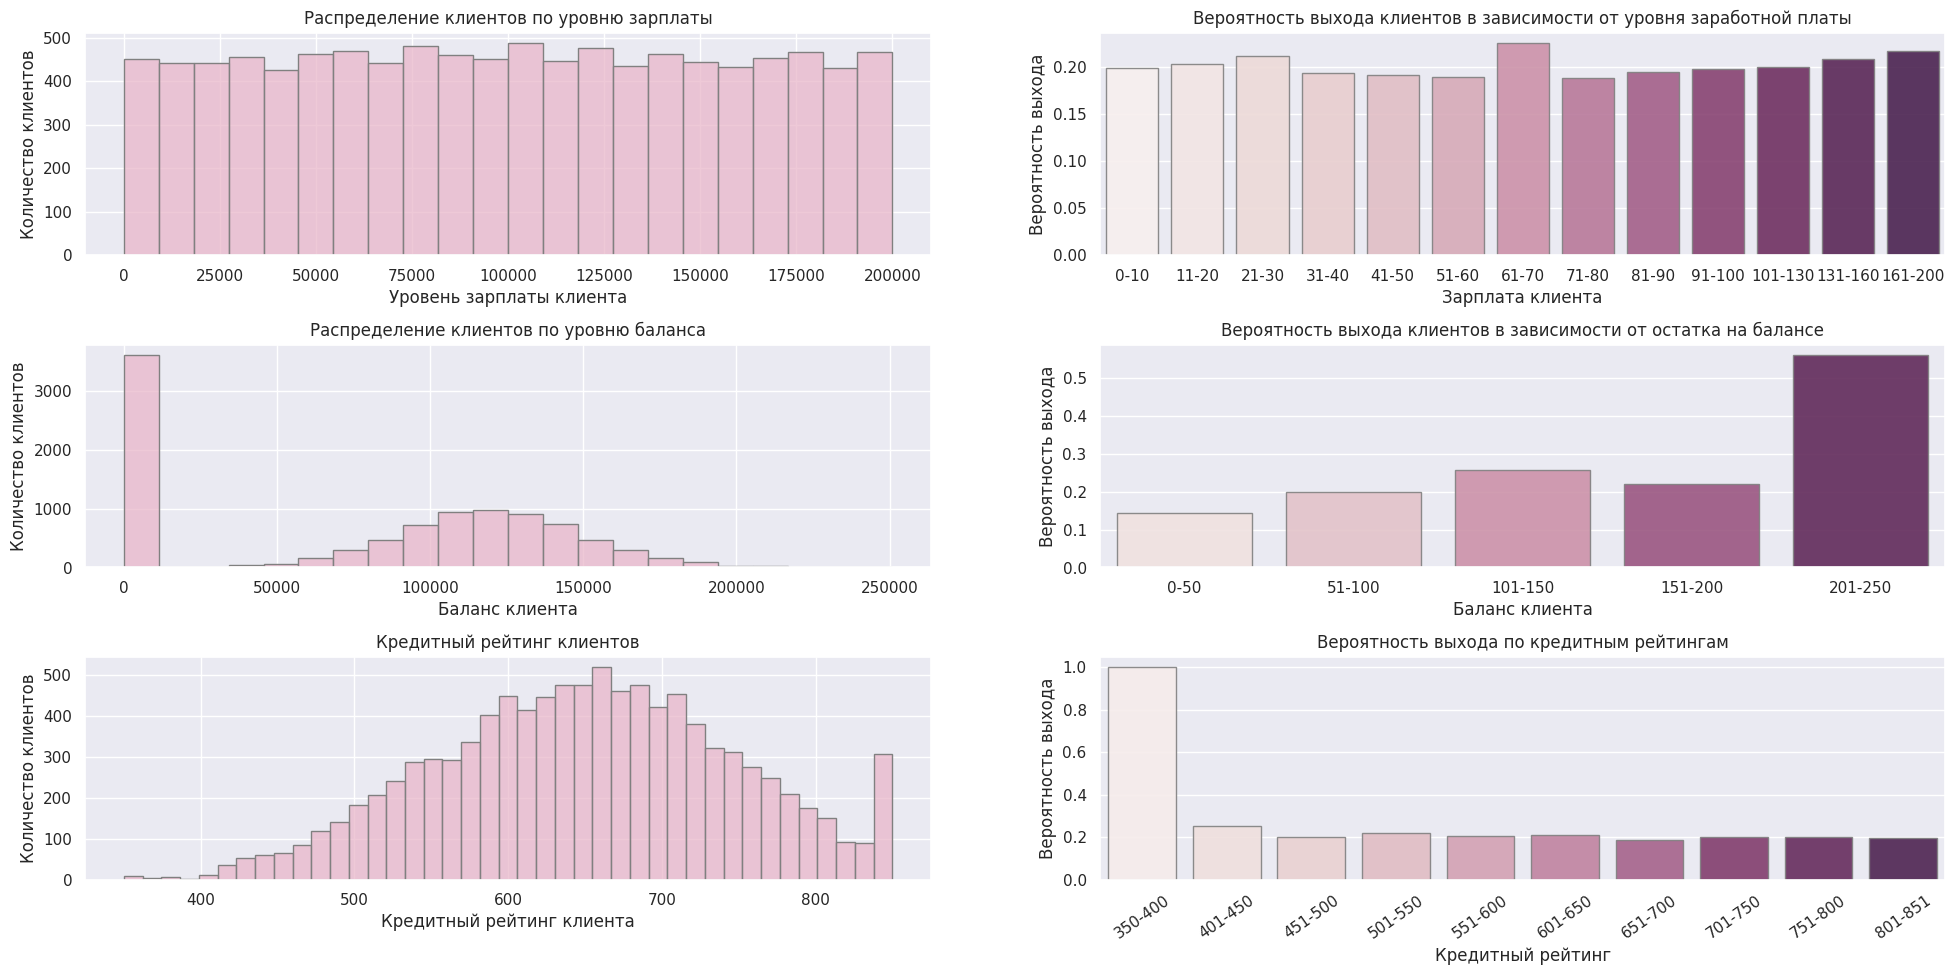 Распределение клиентов по уровню зарплаты
Количество клиентов
500
400
300
200
100
0
0 25000 50000 75000 100000 125000 150000 175000 200000
Уровень зарплаты клиента
Вероятность выхода клиентов в зависимости от уровня заработной платы
Вероятность выхода
0.20
0.15
0.10
0.05
0.00
0-10 11-20 21-30 31-40 41-50 51-60 61-70 71-80 81-90 91-100 101-130 131-160 161-200
Зарплата клиента
Распределение клиентов по уровню баланса
Количество клиентов
3000
2000
1000
0
0 50000 100000 150000 200000 250000
Баланс клиента
Вероятность выхода клиентов в зависимости от остатка на балансе
Вероятность выхода
0.5
0.4
0.3
0.2
0.1
0.0
0-50 51-100 101-150 151-200 201-250
Баланс клиента
Кредитный рейтинг клиентов
Количество клиентов
500
400
300
200
100
0
400 500 600 700 800
Кредитный рейтинг клиента
Вероятность выхода по кредитным рейтингам
Вероятность выхода
1.0
0.8
0.6
0.4
0.2
0.0
350-400 401-450 451-500 501-550 551-600 601-650 651-700 701-750 751-800 801-851
Кредитный рейтинг